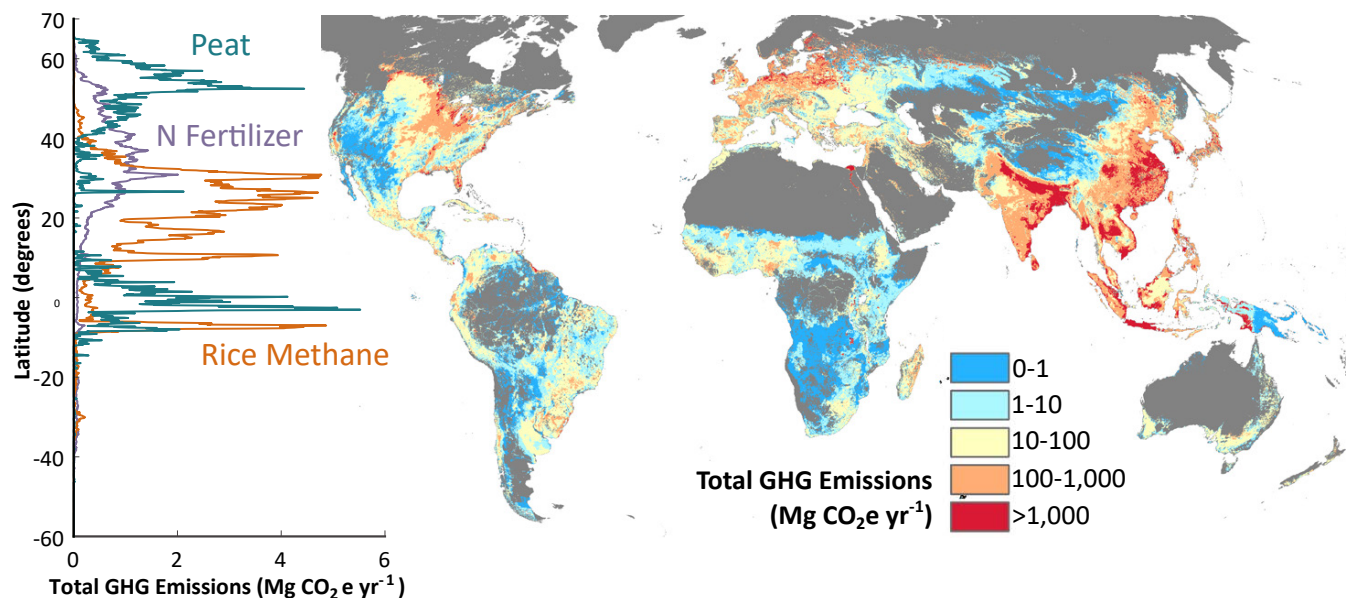 70
60
40
20
0
-20
-40
-60
Latitude (degrees)
Peat
N Fertilizer
Rice Methane
0 2 4 6
Total GHG Emissions (Mg CO₂ e yr⁻¹)
Total GHG Emissions
(Mg CO₂e yr⁻¹)
0-1
1-10
10-100
100-1,000
>1,000